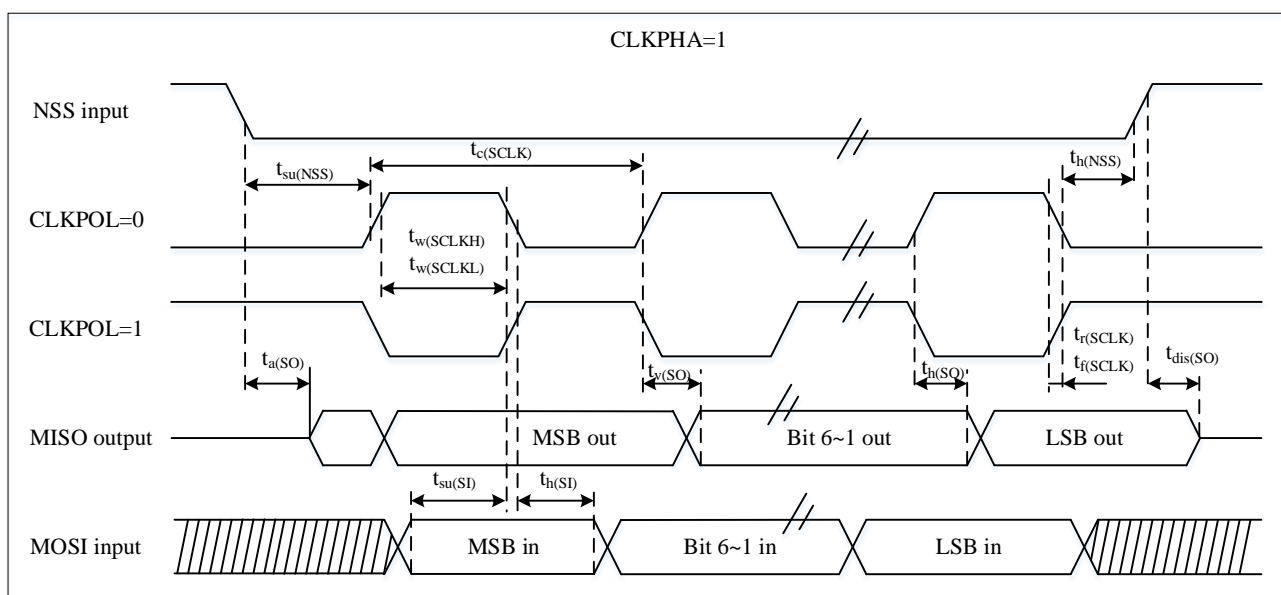 CLKPHA=1
NSS input
tc(SCLK)
tsu(NSS)
th(NSS)
CLKPOL=0
tw(SCLKH)
tw(SCLKL)
CLKPOL=1
tr(SCLK)
ta(SO)
tv(SO)
th(SO)
tf(SCLK)
tdis(SO)
MISO output
MSB out
Bit 6~1 out
LSB out
tsu(SI)
th(SI)
MOSI input
MSB in
Bit 6~1 in
LSB in